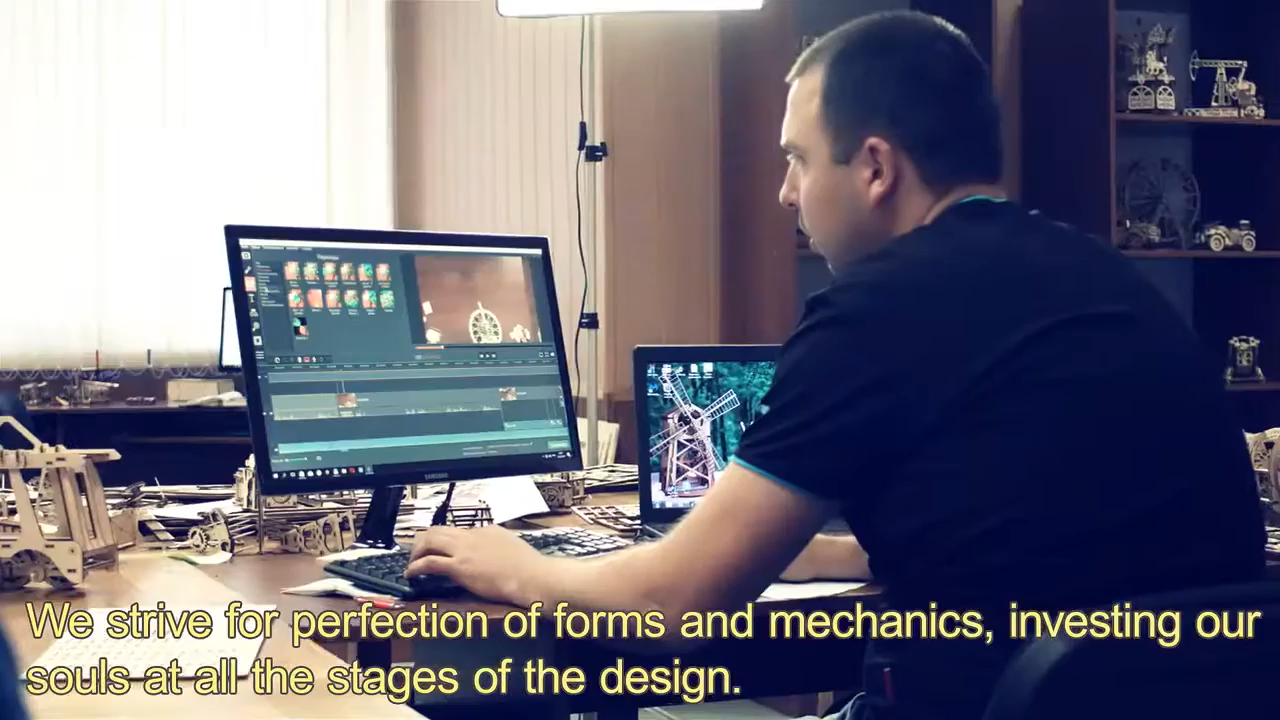 SAMSUNG
We strive for perfection of forms and mechanics, investing our
souls at all the stages of the design.